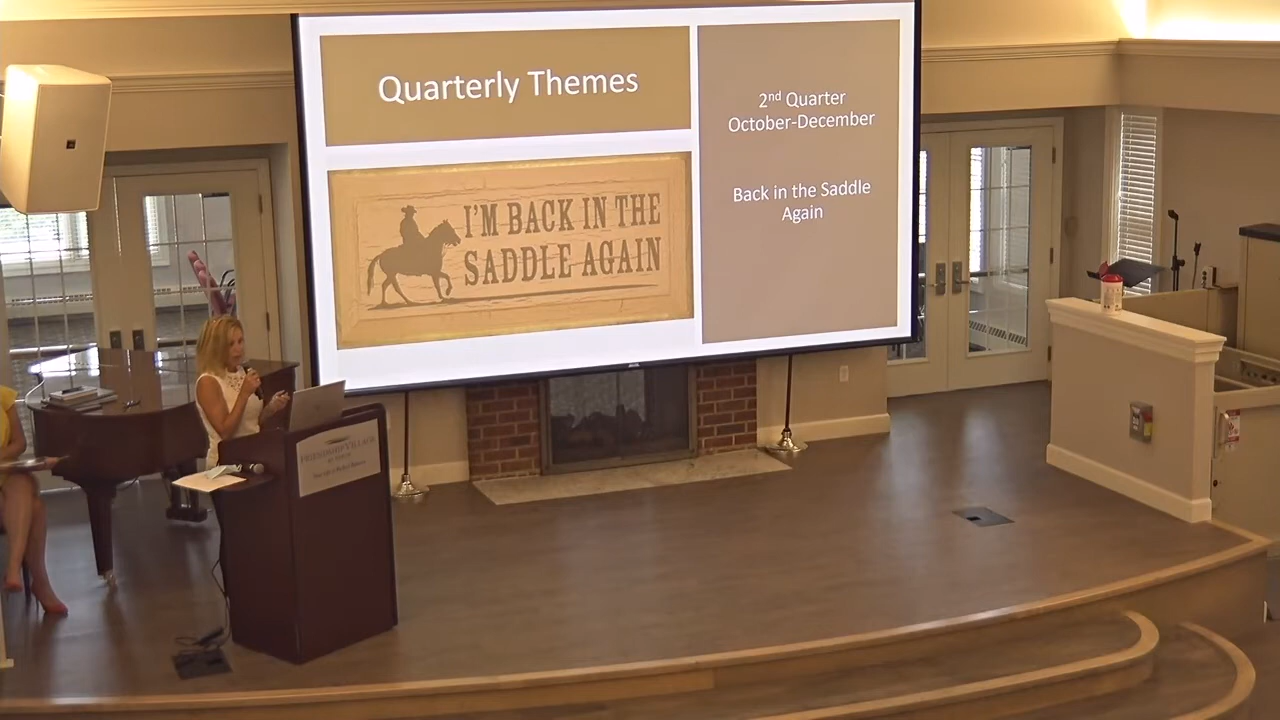 Quarterly Themes
I'M BACK IN THE
SADDLE AGAIN
2nd Quarter
October-December
Back in the Saddle
Again
FRIENDSHIP VILLAGE